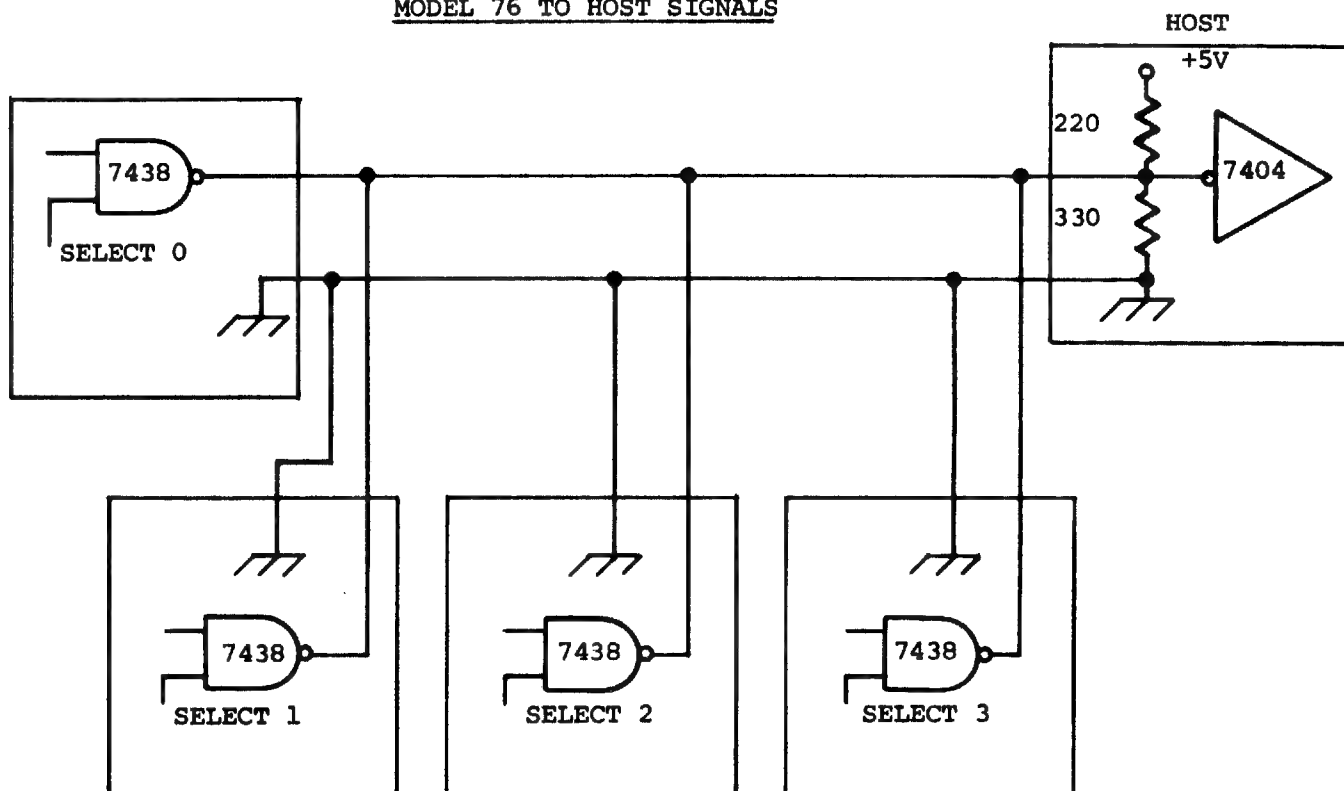 MODEL 76 TO HOST SIGNALS
HOST
+5V
220
7438
7404
330
SELECT 0
7438
7438
7438
SELECT 1
SELECT 2
SELECT 3